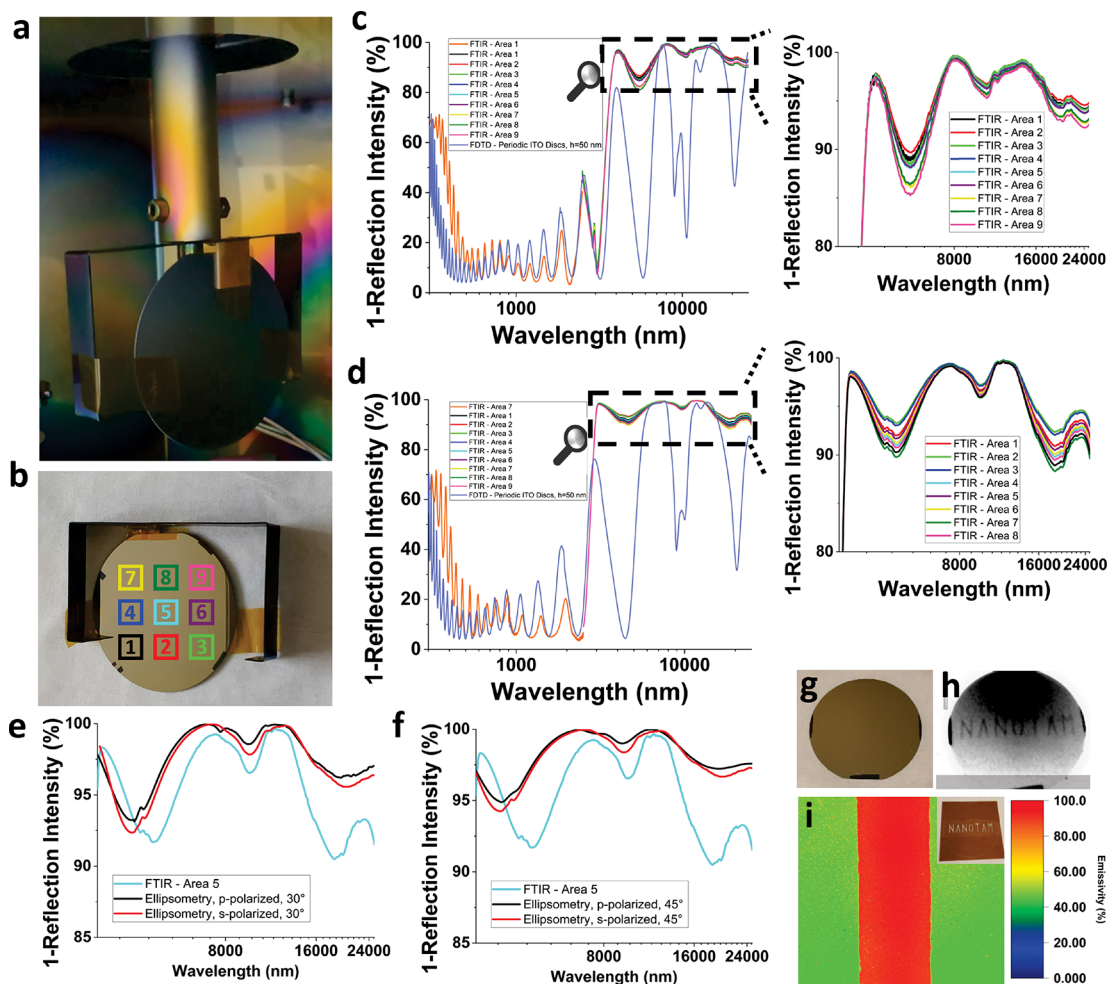 a
b
7 8 9
4 5 6
1 2 3
c
1-Reflection Intensity (%)
100
80
60
40
20
0
FTIR - Area 1
FTIR - Area 1
FTIR - Area 2
FTIR - Area 3
FTIR - Area 4
FTIR - Area 5
FTIR - Area 6
FTIR - Area 7
FTIR - Area 8
FTIR - Area 9
FDTD - Periodic ITO Discs, h=50 nm
1000 10000
Wavelength (nm)
1-Reflection Intensity (%)
100
90
80
FTIR - Area 1
FTIR - Area 2
FTIR - Area 3
FTIR - Area 4
FTIR - Area 5
FTIR - Area 6
FTIR - Area 7
FTIR - Area 8
FTIR - Area 9
8000 16000 24000
Wavelength (nm)
d
1-Reflection Intensity (%)
100
80
60
40
20
0
FTIR - Area 7
FTIR - Area 1
FTIR - Area 2
FTIR - Area 3
FTIR - Area 4
FTIR - Area 5
FTIR - Area 6
FTIR - Area 7
FTIR - Area 8
FTIR - Area 9
FDTD - Periodic ITO Discs, h=50 nm
1000 10000
Wavelength (nm)
1-Reflection Intensity (%)
100
90
80
FTIR - Area 1
FTIR - Area 2
FTIR - Area 3
FTIR - Area 4
FTIR - Area 5
FTIR - Area 6
FTIR - Area 7
FTIR - Area 8
8000 16000 24000
Wavelength (nm)
e
1-Reflection Intensity (%)
100
95
90
85
FTIR - Area 5
Ellipsometry, p-polarized, 30°
Ellipsometry, s-polarized, 30°
8000 16000 24000
Wavelength (nm)
f
1-Reflection Intensity (%)
100
95
90
85
FTIR - Area 5
Ellipsometry, p-polarized, 45°
Ellipsometry, s-polarized, 45°
8000 16000 24000
Wavelength (nm)
g
h
NANOTAM
i
NANOTAM
100.0
80.00
60.00
40.00
20.00
0.000
Emissivity (%)